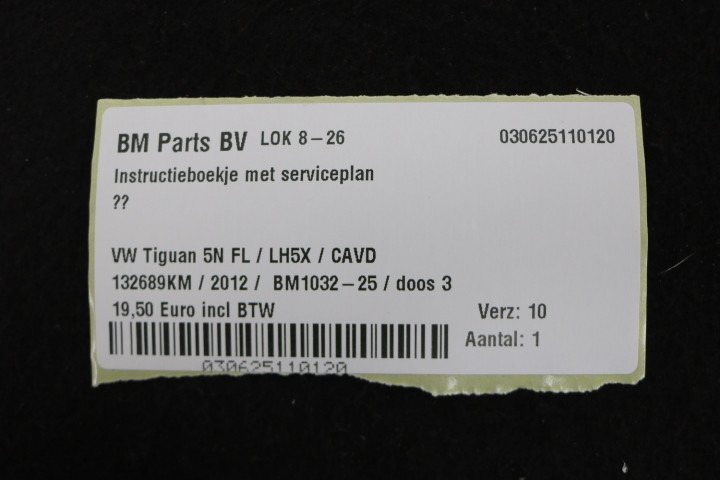 BM Parts BV LOK 8-26 030625110120
Instructieboekje met serviceplan
??
VW Tiguan 5N FL / LH5X / CAVD
132689KM / 2012 / BM1032-25 / doos 3
19,50 Euro incl BTW Verz: 10
Aantal: 1
030625110120